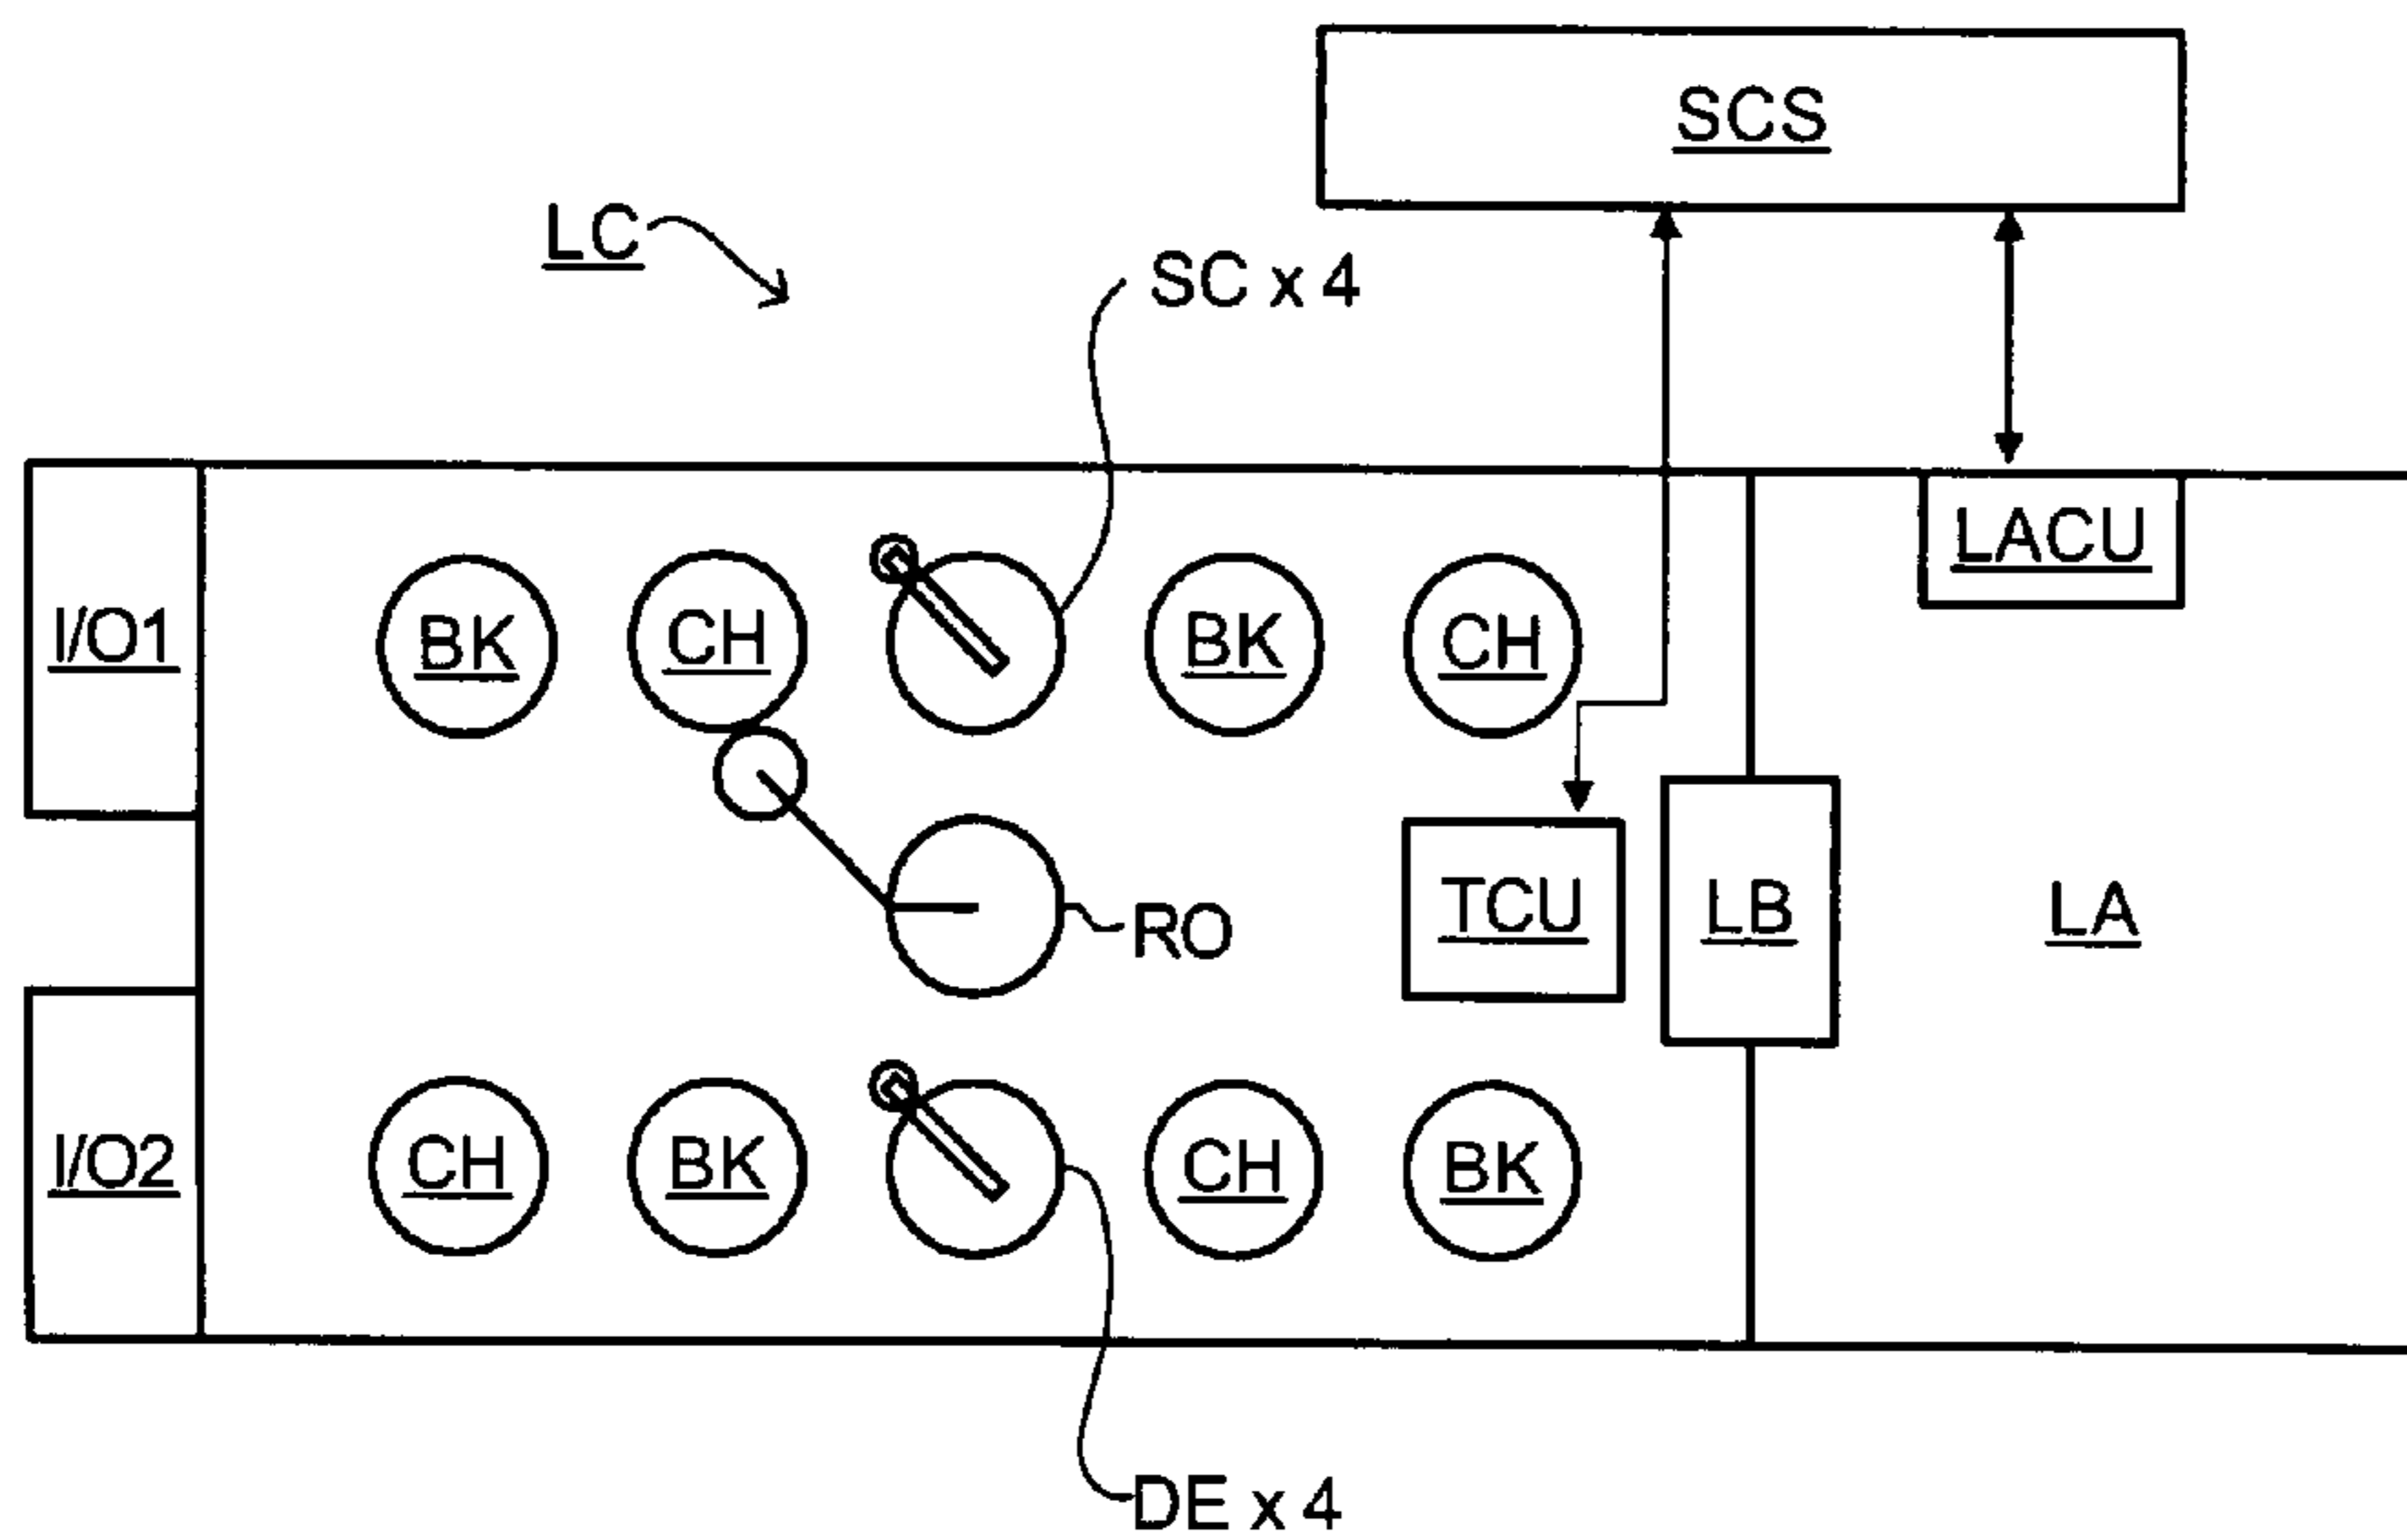 SCS
LC
SC x 4
LACU
I/O1
BK
CH
BK
CH
TCU
LB
LA
RO
I/O2
CH
BK
CH
BK
DE x 4